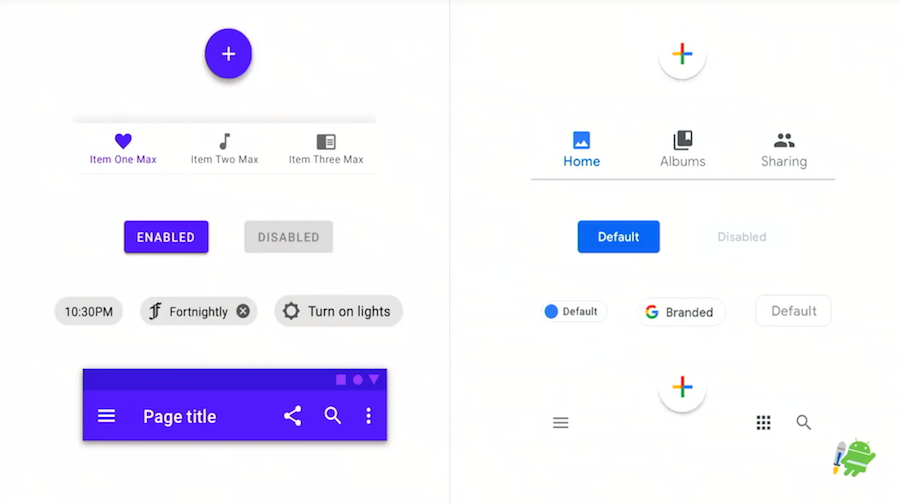 Item One Max
Item Two Max
Item Three Max
ENABLED
DISABLED
10:30PM
Fortnightly
Turn on lights
Page title
Home
Albums
Sharing
Default
Disabled
Default
Branded
Default